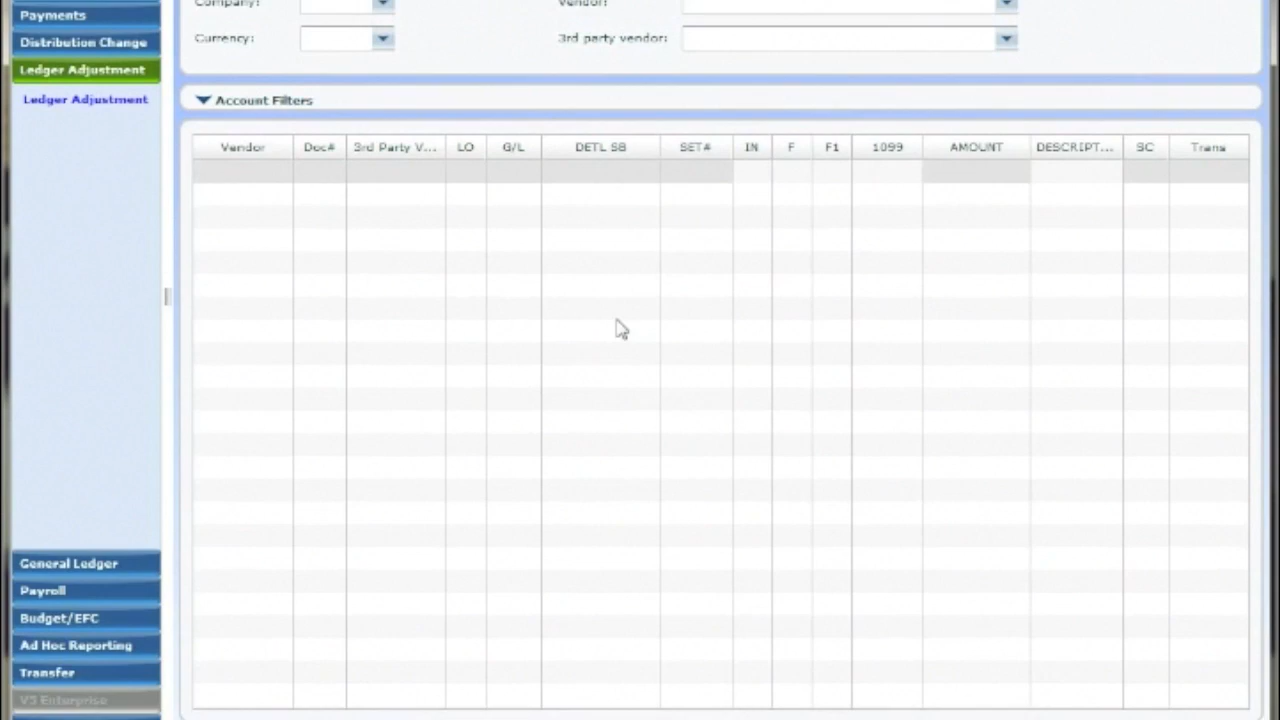 Payments
Company:
Vendor:
Distribution Change
Currency:
3rd party vendor:
Ledger Adjustment
Ledger Adjustment
Account Filters
Vendor Doc# 3rd Party V... LO G/L DETL SB SET# IN F F1 1099 AMOUNT DESCRIPT... SC Trans
General Ledger
Payroll
Budget/EFC
Ad Hoc Reporting
Transfer
V5 Enterprise